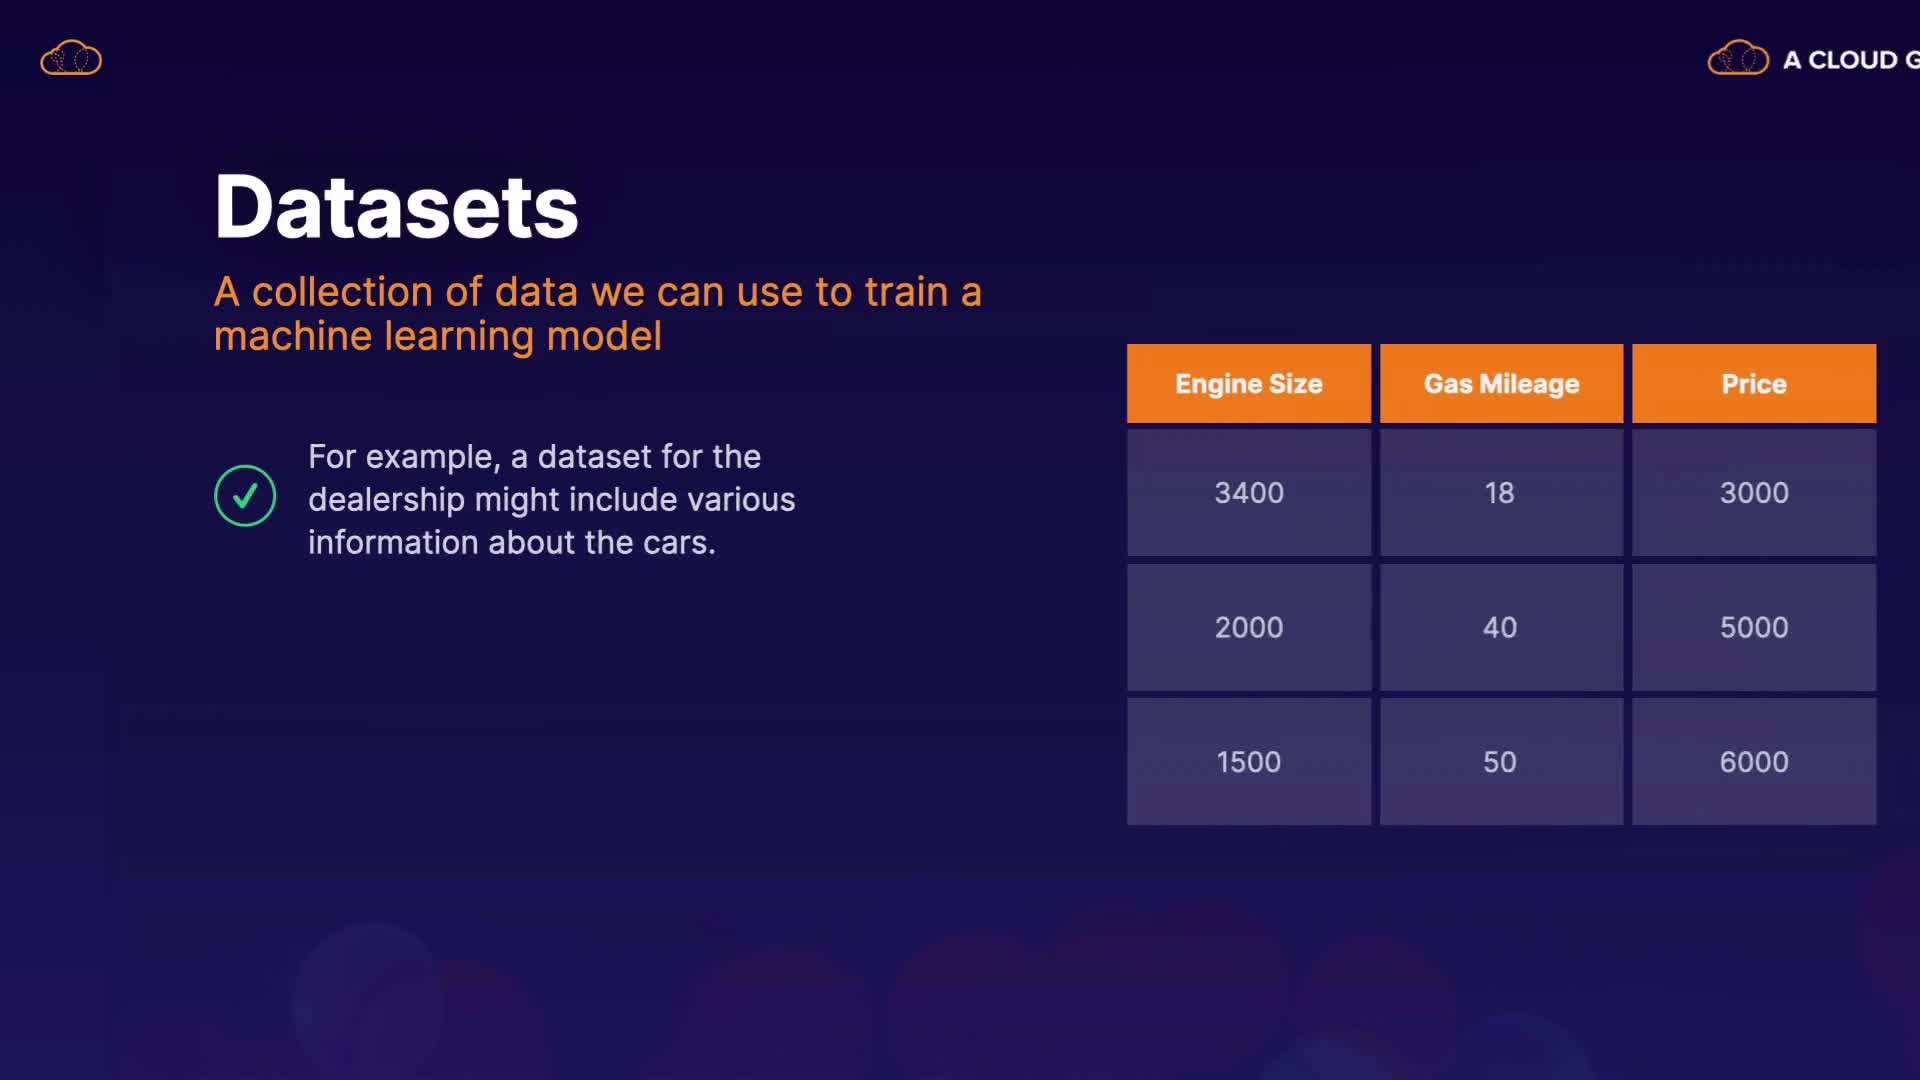 A CLOUD G
Datasets
A collection of data we can use to train a
machine learning model
For example, a dataset for the
dealership might include various
information about the cars.
Engine Size Gas Mileage Price
3400 18 3000
2000 40 5000
1500 50 6000